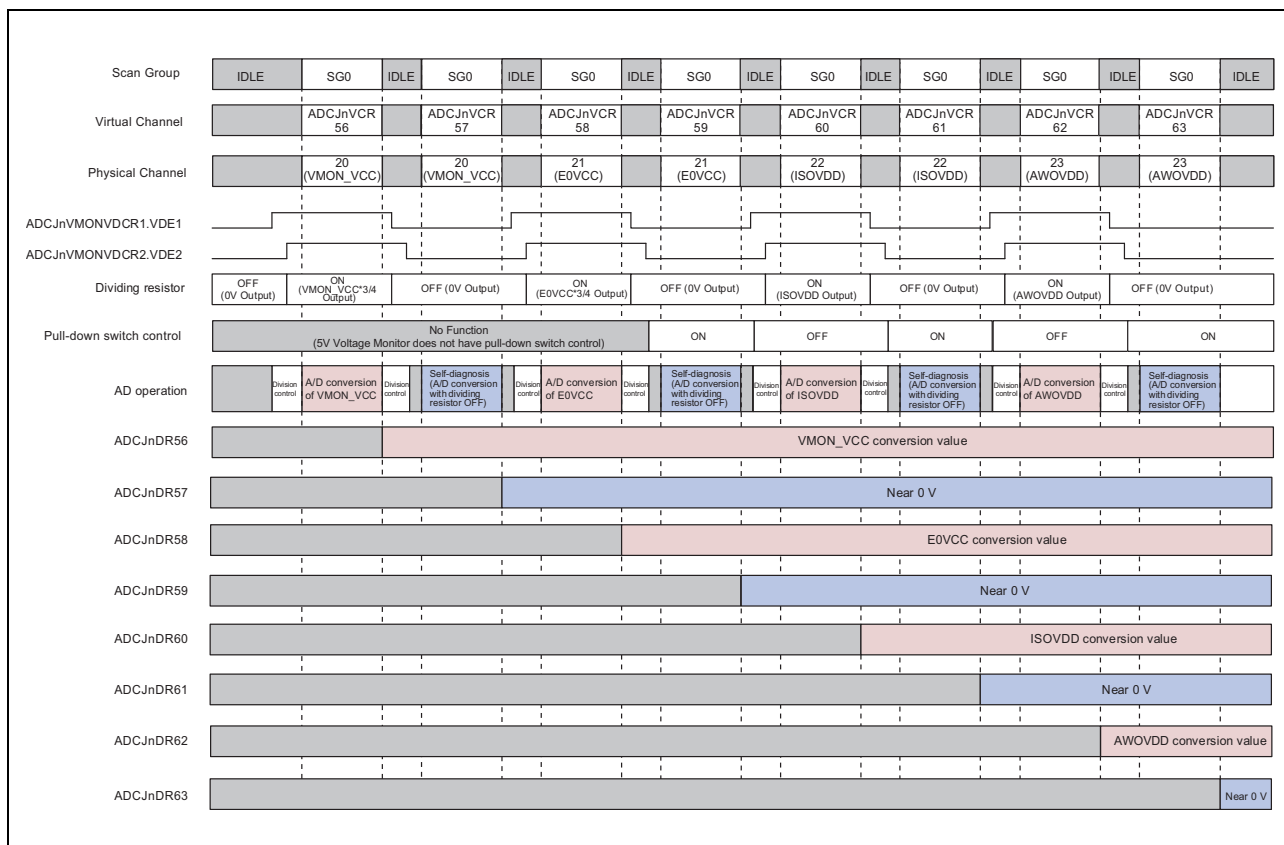 Scan Group
IDLE SG0 IDLE SG0 IDLE SG0 IDLE SG0 IDLE SG0 IDLE SG0 IDLE SG0 IDLE SG0 IDLE
Virtual Channel
ADCJnVCR ADCJnVCR ADCJnVCR ADCJnVCR ADCJnVCR ADCJnVCR ADCJnVCR ADCJnVCR
56 57 58 59 60 61 62 63
Physical Channel
20 20 21 21 22 22 23 23
(VMON_VCC) (VMON_VCC) (E0VCC) (E0VCC) (ISOVDD) (ISOVDD) (AWOVDD) (AWOVDD)
ADCJnVMONVDCR1.VDE1
ADCJnVMONVDCR2.VDE2
Dividing resistor
OFF
(0V Output)
ON
(VMON_VCC*3/4
Output)
OFF (0V Output)
ON
(E0VCC*3/4 Output)
OFF (0V Output)
ON
(ISOVDD Output)
OFF (0V Output)
ON
(AWOVDD Output)
OFF (0V Output)
Pull-down switch control
No Function
(5V Voltage Monitor does not have pull-down switch control)
ON OFF ON OFF ON
AD operation
Division
control
A/D conversion
of VMON_VCC
Division
control
Self-diagnosis
(A/D conversion
with dividing
resistor OFF)
Division
control
A/D conversion
of E0VCC
Division
control
Self-diagnosis
(A/D conversion
with dividing
resistor OFF)
Division
control
A/D conversion
of ISOVDD
Division
control
Self-diagnosis
(A/D conversion
with dividing
resistor OFF)
Division
control
A/D conversion
of AWOVDD
Division
control
Self-diagnosis
(A/D conversion
with dividing
resistor OFF)
ADCJnDR56
VMON_VCC conversion value
ADCJnDR57
Near 0 V
ADCJnDR58
E0VCC conversion value
ADCJnDR59
Near 0 V
ADCJnDR60
ISOVDD conversion value
ADCJnDR61
Near 0 V
ADCJnDR62
AWOVDD conversion value
ADCJnDR63
Near 0 V